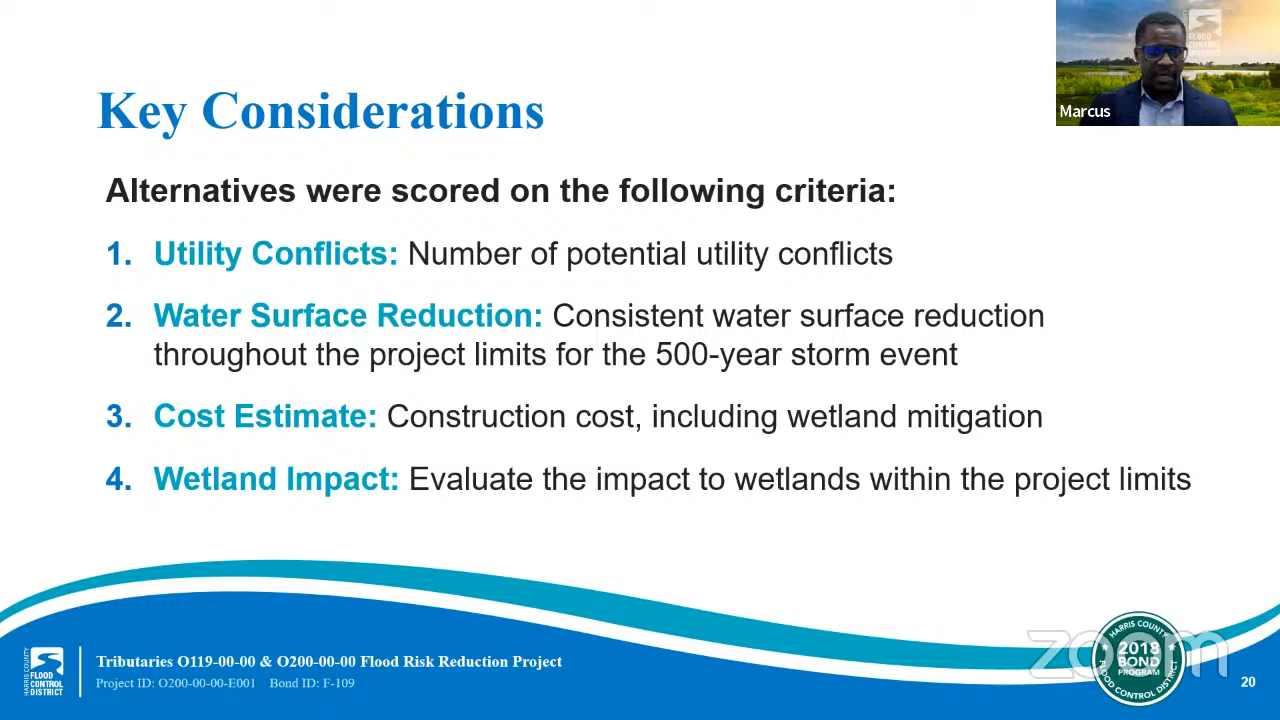 FLOOD
CONTROL
DISTRICT
Marcus
Key Considerations
Alternatives were scored on the following criteria:
1. Utility Conflicts: Number of potential utility conflicts
2. Water Surface Reduction: Consistent water surface reduction
throughout the project limits for the 500-year storm event
3. Cost Estimate: Construction cost, including wetland mitigation
4. Wetland Impact: Evaluate the impact to wetlands within the project limits
HARRIS COUNTY
FLOOD
CONTROL
DISTRICT
Tributaries O119-00-00 & O200-00-00 Flood Risk Reduction Project
Project ID: O200-00-00-E001 Bond ID: F-109
zoom
HARRIS COUNTY
2018
BOND
PROGRAM
FLOOD CONTROL DISTRICT
20